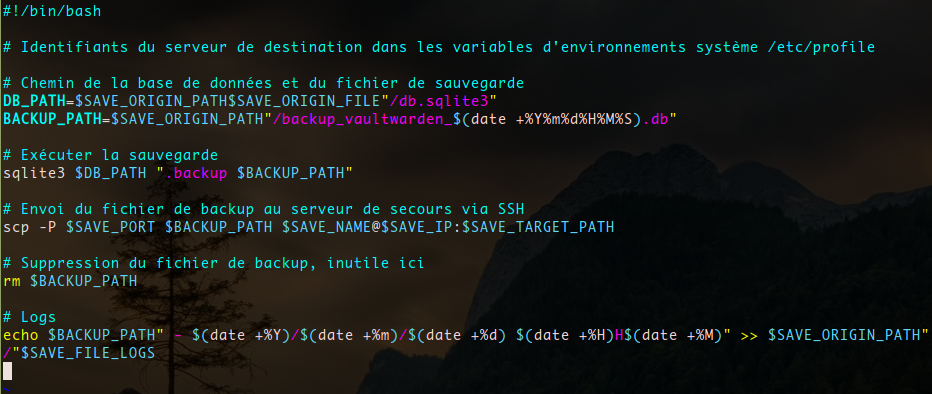 #!/bin/bash
# Identifiants du serveur de destination dans les variables d'environnements système /etc/profile
# Chemin de la base de données et du fichier de sauvegarde
DB_PATH=$SAVE_ORIGIN_PATH$SAVE_ORIGIN_FILE"/db.sqlite3"
BACKUP_PATH=$SAVE_ORIGIN_PATH"/backup_vaultwarden_$(date +%Y%m%d%H%M%S).db"
# Exécuter la sauvegarde
sqlite3 $DB_PATH ".backup $BACKUP_PATH"
# Envoi du fichier de backup au serveur de secours via SSH
scp -P $SAVE_PORT $BACKUP_PATH $SAVE_NAME@$SAVE_IP:$SAVE_TARGET_PATH
# Suppression du fichier de backup, inutile ici
rm $BACKUP_PATH
# Logs
echo $BACKUP_PATH" - $(date +%Y)/$(date +%m)/$(date +%d) $(date +%H)H$(date +%M)" >> $SAVE_ORIGIN_PATH"
/"$SAVE_FILE_LOGS
~